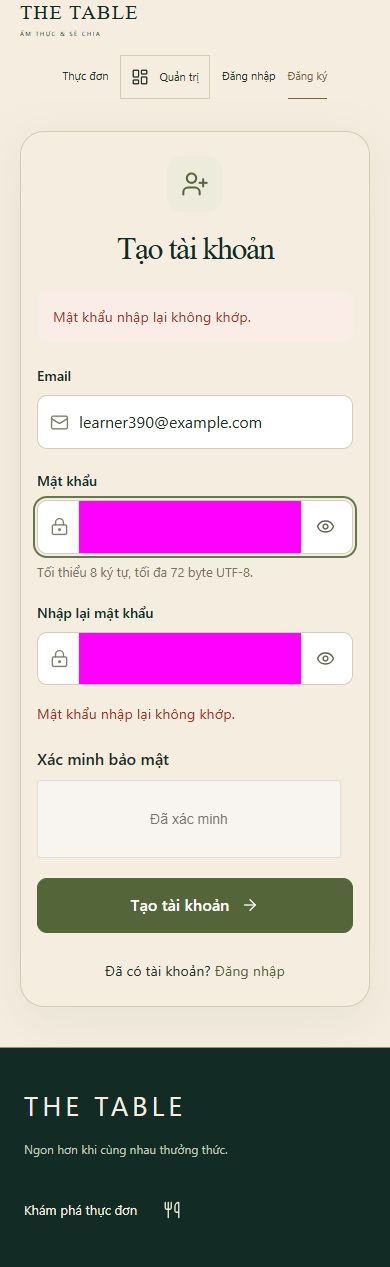 THE TABLE
ẨM THỰC & SẺ CHIA
Thực đơn
Quản trị
Đăng nhập
Đăng ký
Tạo tài khoản
Mật khẩu nhập lại không khớp.
Email
learner390@example.com
Mật khẩu
Tối thiểu 8 ký tự, tối đa 72 byte UTF-8.
Nhập lại mật khẩu
Mật khẩu nhập lại không khớp.
Xác minh bảo mật
Đã xác minh
Tạo tài khoản
Đã có tài khoản? Đăng nhập
THE TABLE
Ngon hơn khi cùng nhau thưởng thức.
Khám phá thực đơn